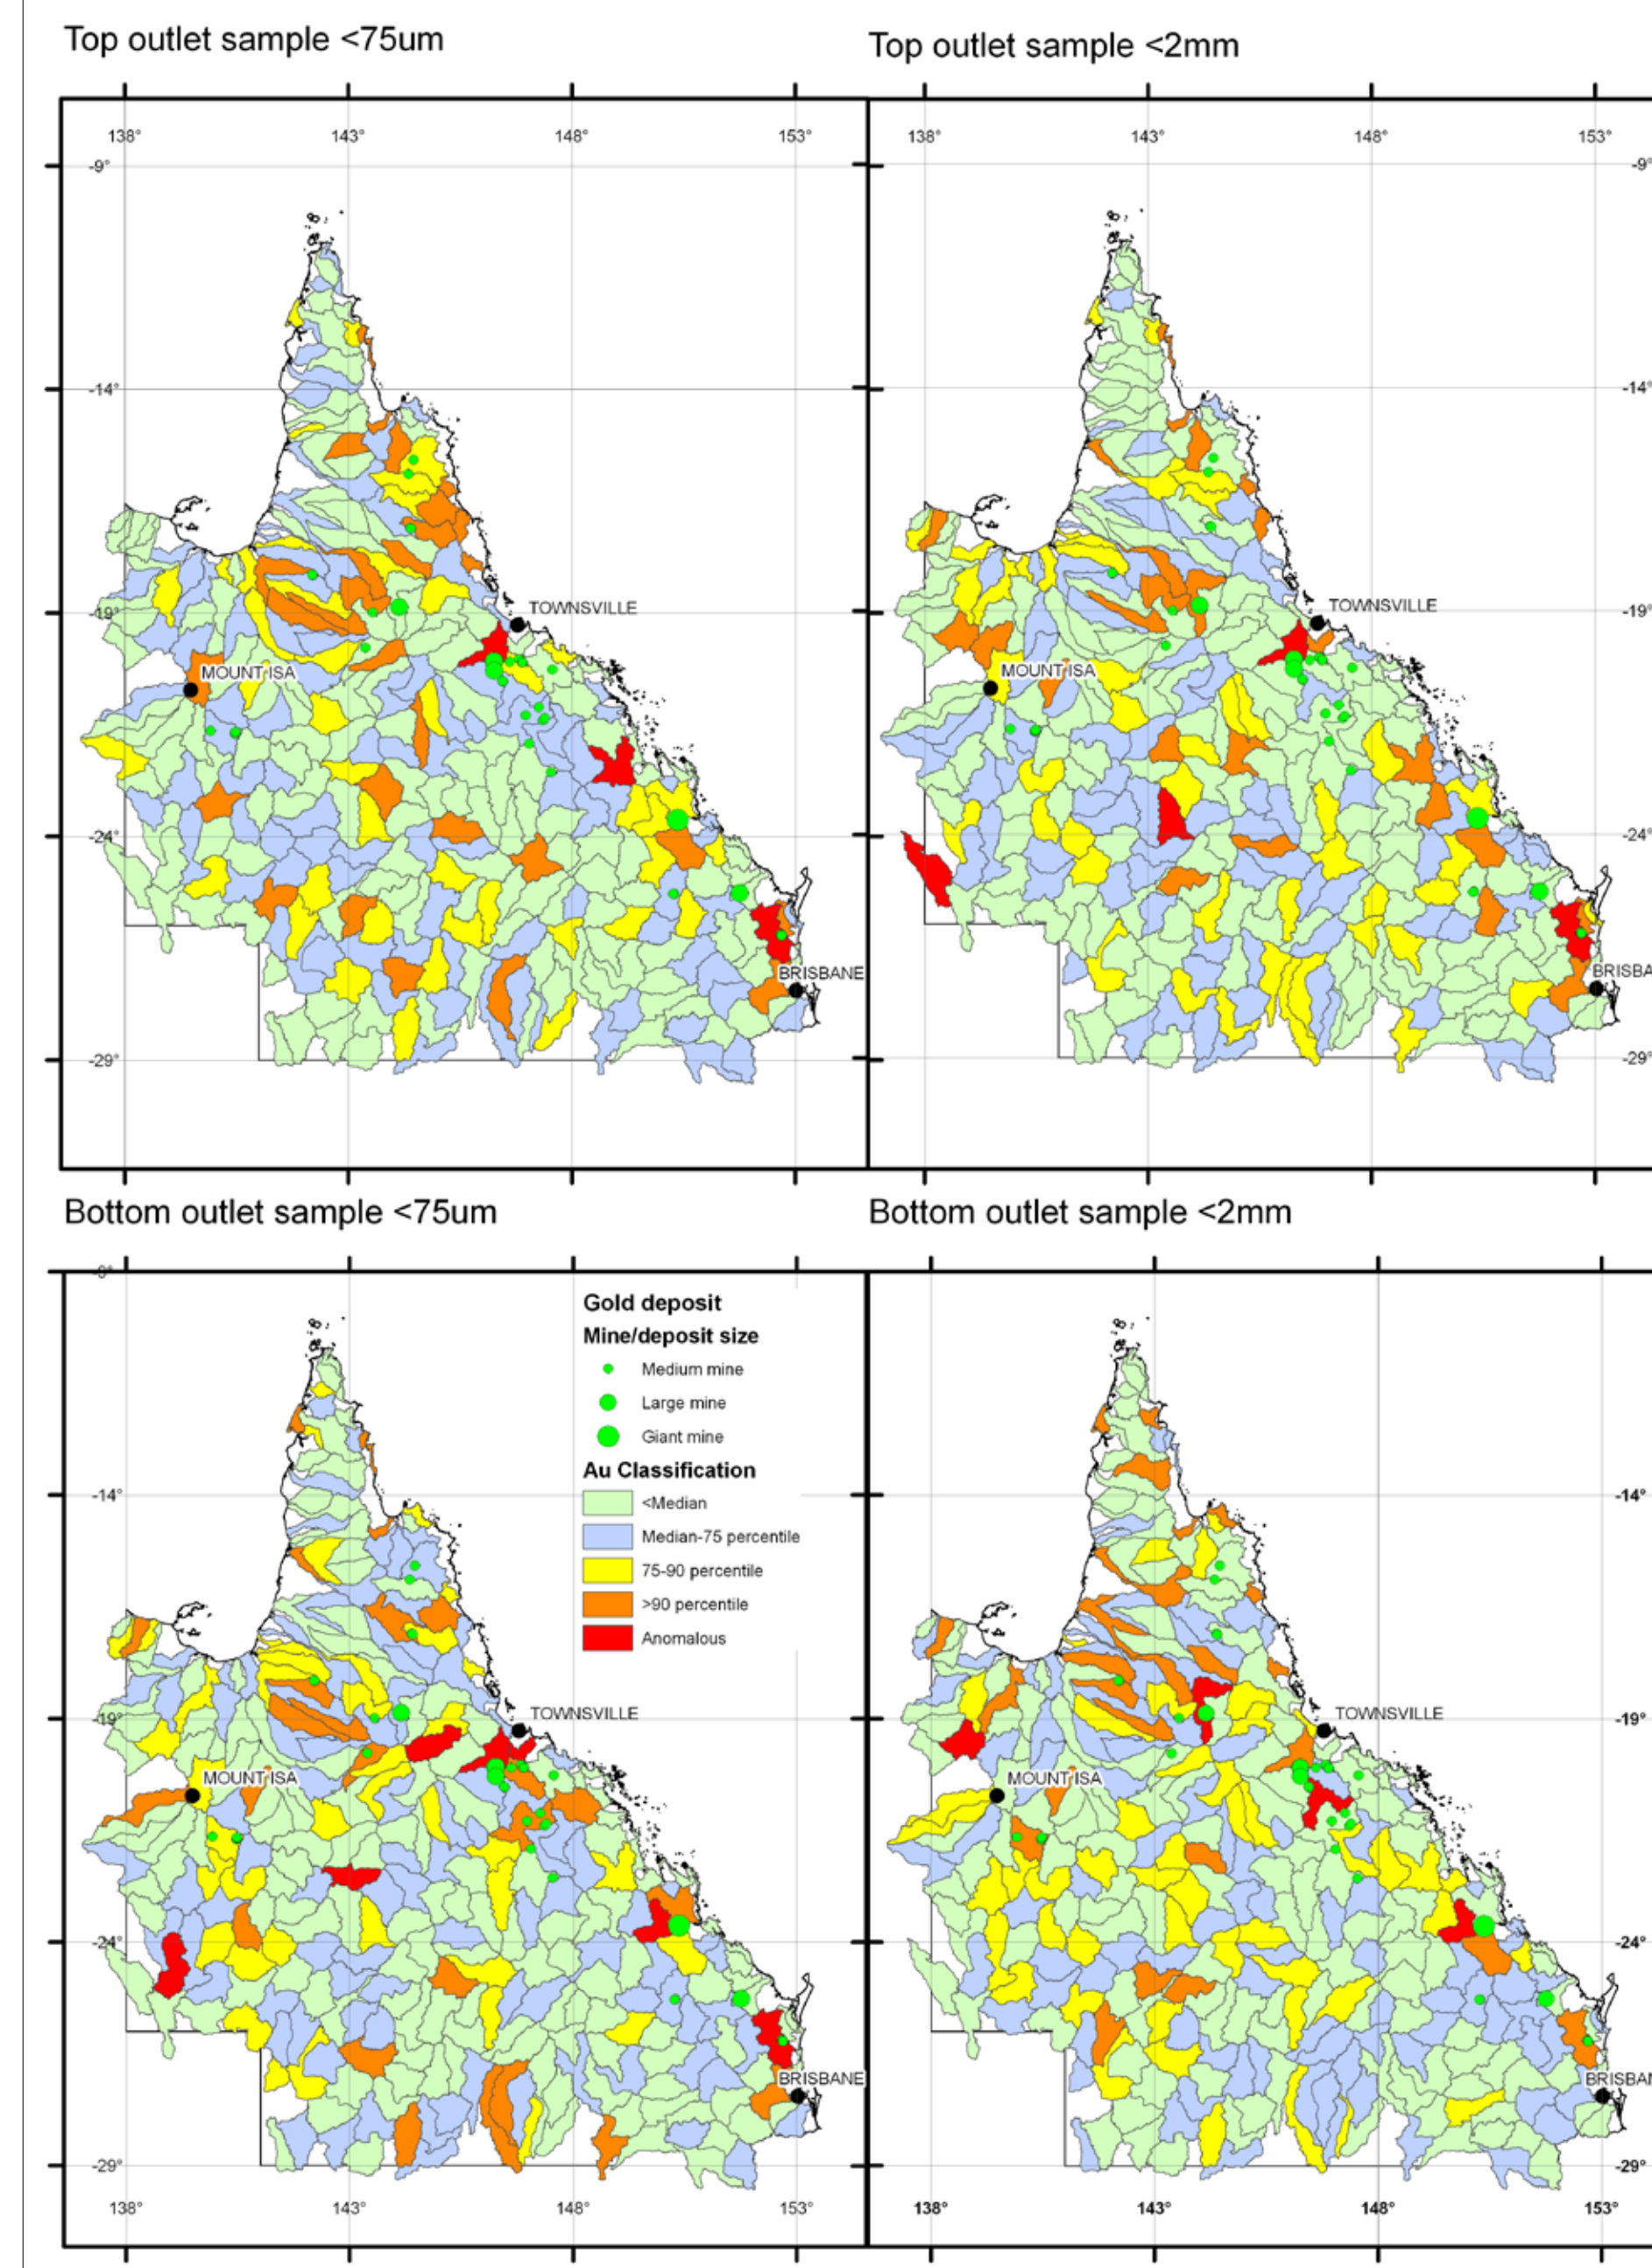 Top outlet sample <75um
Top outlet sample <2mm
138° 143° 148° 153°
138° 143° 148° 153°
-9°
-9°
-14°
-14°
-19°
TOWNSVILLE
-19°
TOWNSVILLE
MOUNT ISA
MOUNT ISA
-24°
-24°
BRISBANE
BRISBA
-29°
-29°
Bottom outlet sample <75um
Bottom outlet sample <2mm
-9°
Gold deposit
Mine/deposit size
Medium mine
Large mine
Giant mine
Au Classification
<Median
Median-75 percentile
75-90 percentile
>90 percentile
Anomalous
-14°
-14°
-19°
TOWNSVILLE
-19°
TOWNSVILLE
MOUNT ISA
MOUNT ISA
-24°
-24°
BRISBANE
BRISBAN
-29°
-29°
138° 143° 148° 153°
138° 143° 148° 153°